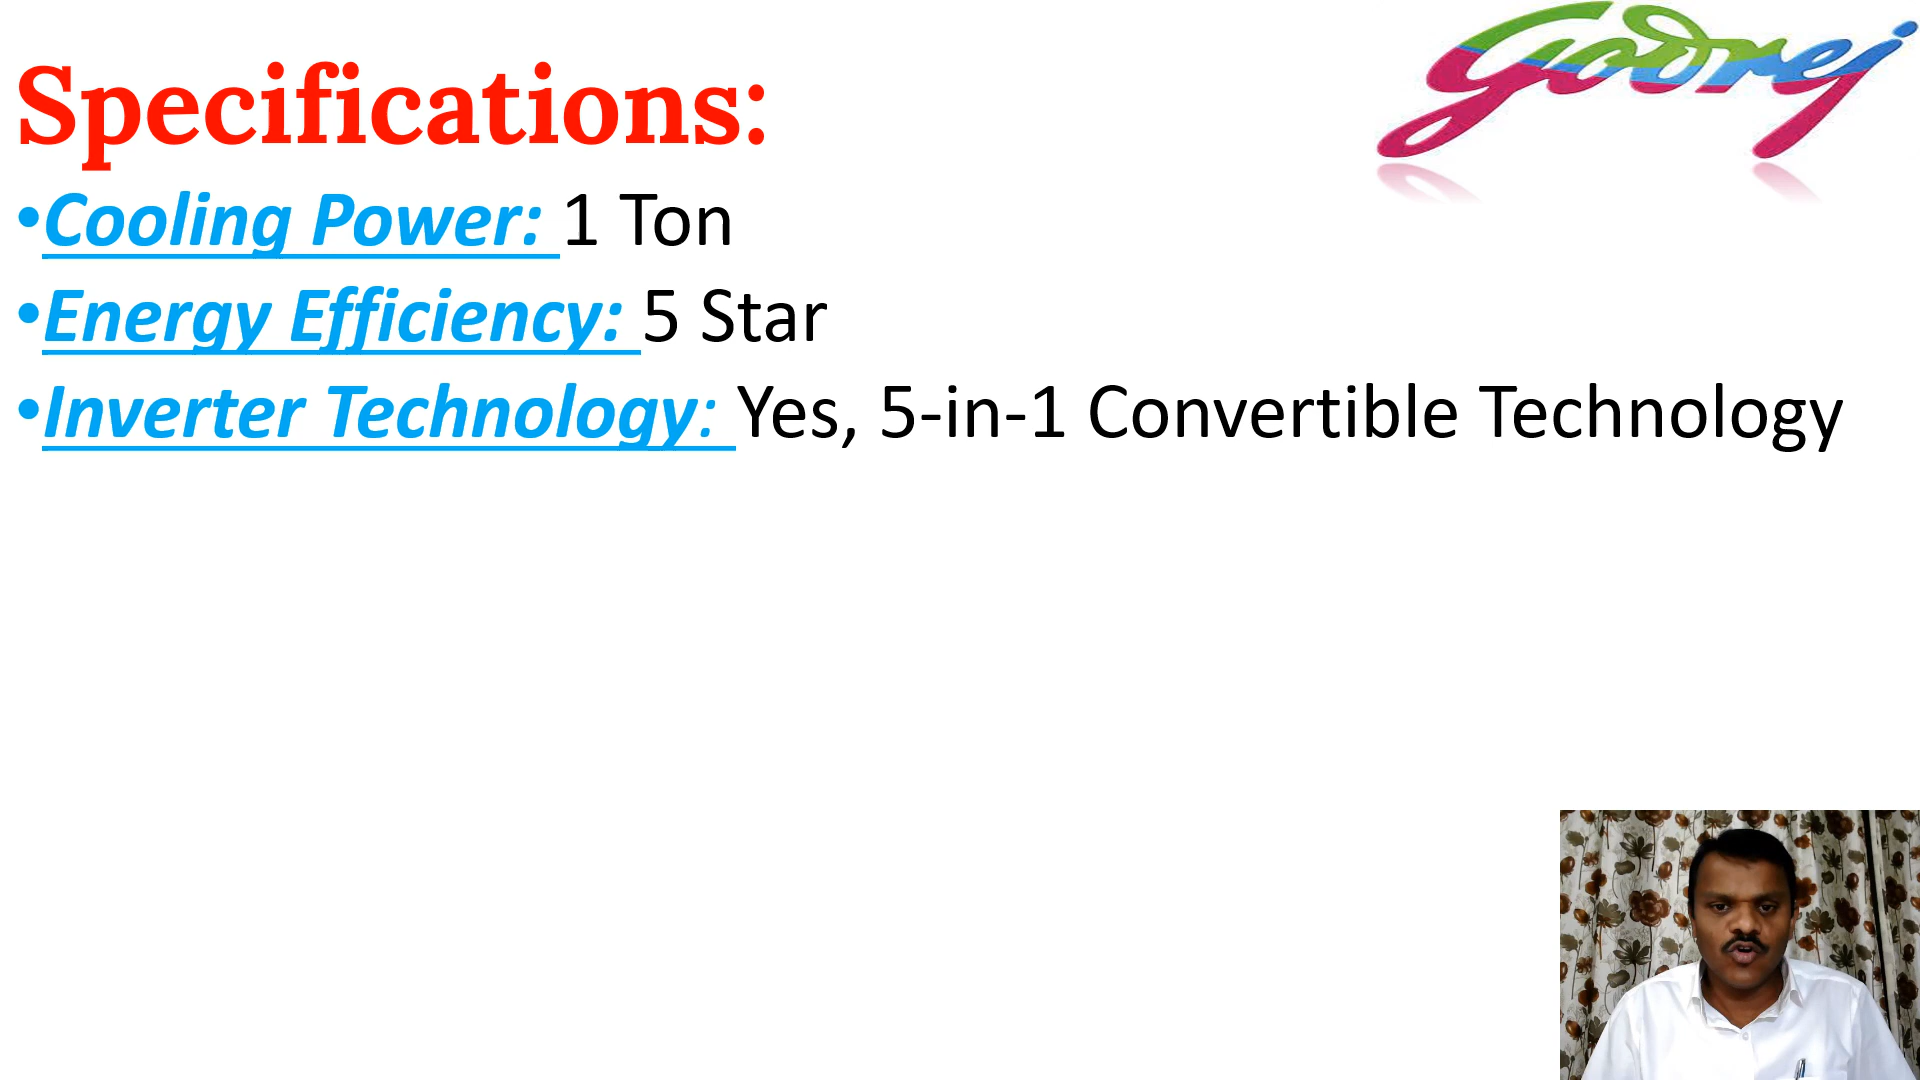 Godrej
Specifications:
•Cooling Power: 1 Ton
•Energy Efficiency: 5 Star
•Inverter Technology: Yes, 5-in-1 Convertible Technology